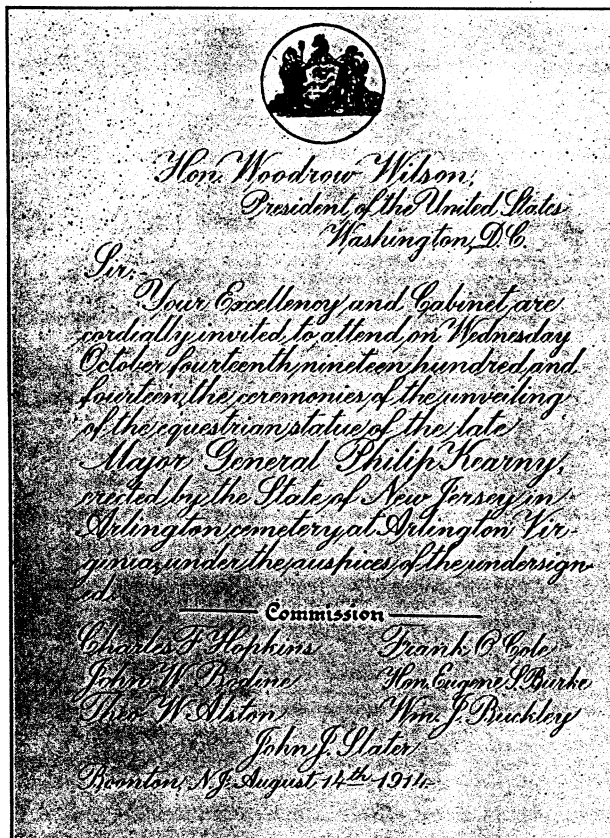 Hon. Woodrow Wilson,
President of the United States
Washington, D.C.
Sir:-
Your Excellency and Cabinet are
cordially invited to attend on Wednesday
October fourteenth, nineteen hundred and
fourteen, the ceremonies of the unveiling
of the equestrian statue of the late
Major General Philip Kearny,
erected by the State of New Jersey in
Arlington cemetery at Arlington Vir-
ginia, under the auspices of the undersign-
ed.
Commission
Charles F. Hopkins Frank O Cole
John W Bodine Hon. Eugene S. Burke
Theo. W. Alston Wm. J. Buckley
John J. Slater
Boonton, N.J. August 14th 1914